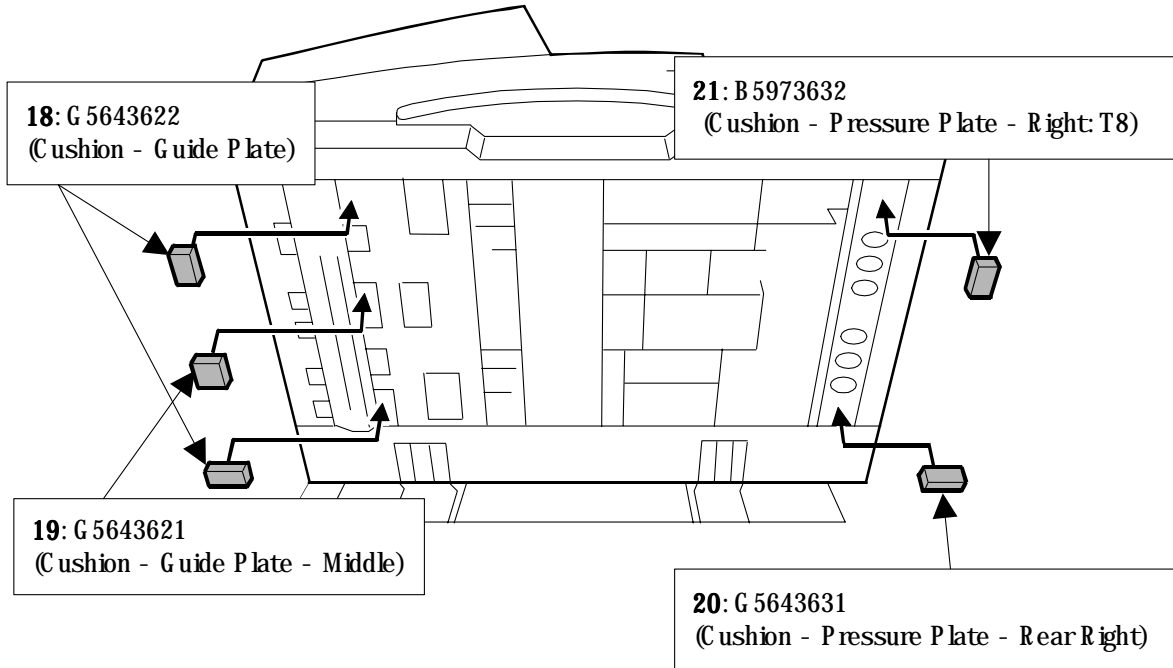 18: G5643622
(Cushion - Guide Plate)
21: B5973632
(Cushion - Pressure Plate - Right: T8)
19: G5643621
(Cushion - Guide Plate - Middle)
20: G5643631
(Cushion - Pressure Plate - Rear Right)